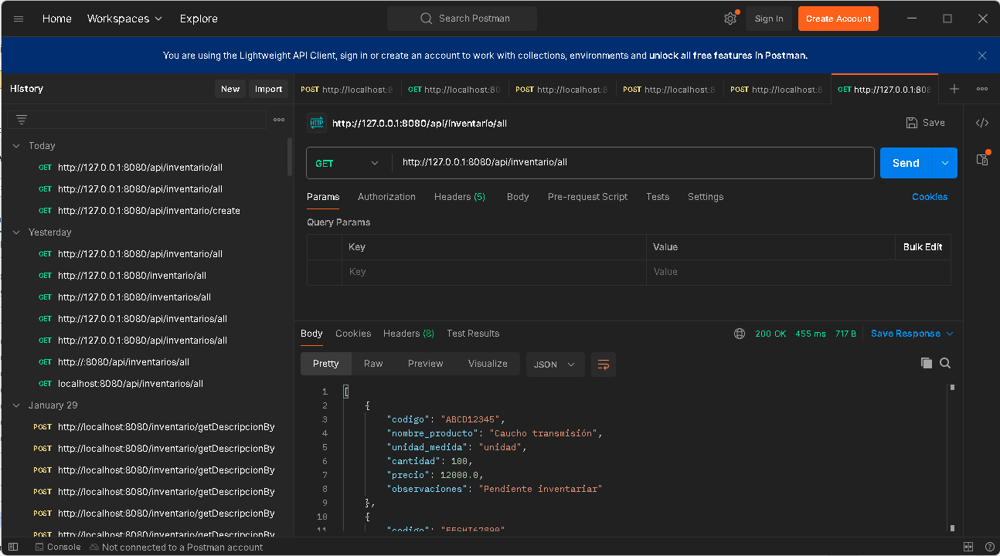 Home Workspaces Explore Search Postman Sign In Create Account
You are using the Lightweight API Client, sign in or create an account to work with collections, environments and unlock all free features in Postman.
History New Import
POST http://localhost:8 GET http://localhost:80 POST http://localhost:8 POST http://localhost:8 POST http://localhost:8 GET http://127.0.0.1:808
HTTP http://127.0.0.1:8080/api/inventario/all Save
GET http://127.0.0.1:8080/api/inventario/all Send
Params Authorization Headers (5) Body Pre-request Script Tests Settings Cookies
Query Params
Key Value Bulk Edit
Key Value
Today
GET http://127.0.0.1:8080/api/inventario/all
GET http://127.0.0.1:8080/api/inventario/all
GET http://127.0.0.1:8080/api/inventario/create
Yesterday
GET http://127.0.0.1:8080/api/inventario/all
GET http://127.0.0.1:8080/inventario/all
GET http://127.0.0.1:8080/inventarios/all
GET http://127.0.0.1:8080/api/inventarios/all
GET http://127.0.0.1:8080/api/inventarios/all
GET http://:8080/api/inventarios/all
GET localhost:8080/api/inventarios/all
January 29
POST http://localhost:8080/inventario/getDescripcionBy
POST http://localhost:8080/inventario/getDescripcionBy
POST http://localhost:8080/inventario/getDescripcionBy
POST http://localhost:8080/inventario/getDescripcionBy
POST http://localhost:8080/inventario/getDescripcionBy
POST http://localhost:8080/inventario/getDescripcionBy
Body Cookies Headers (8) Test Results 200 OK 455 ms 717 B Save Response
Pretty Raw Preview Visualize JSON
1 [
2 {
3 "codigo": "ABCD12345",
4 "nombre_producto": "Caucho transmisión",
5 "unidad_medida": "unidad",
6 "cantidad": 100,
7 "precio": 12000.0,
8 "observaciones": "Pendiente inventariar"
9 },
10 {
11 "codigo":
Console Not connected to a Postman account